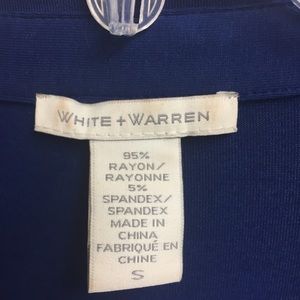 WHITE + WARREN
95%
RAYON/
RAYONNE
5%
SPANDEX/
SPANDEX
MADE IN
CHINA
FABRIQUÉ EN
CHINE
S